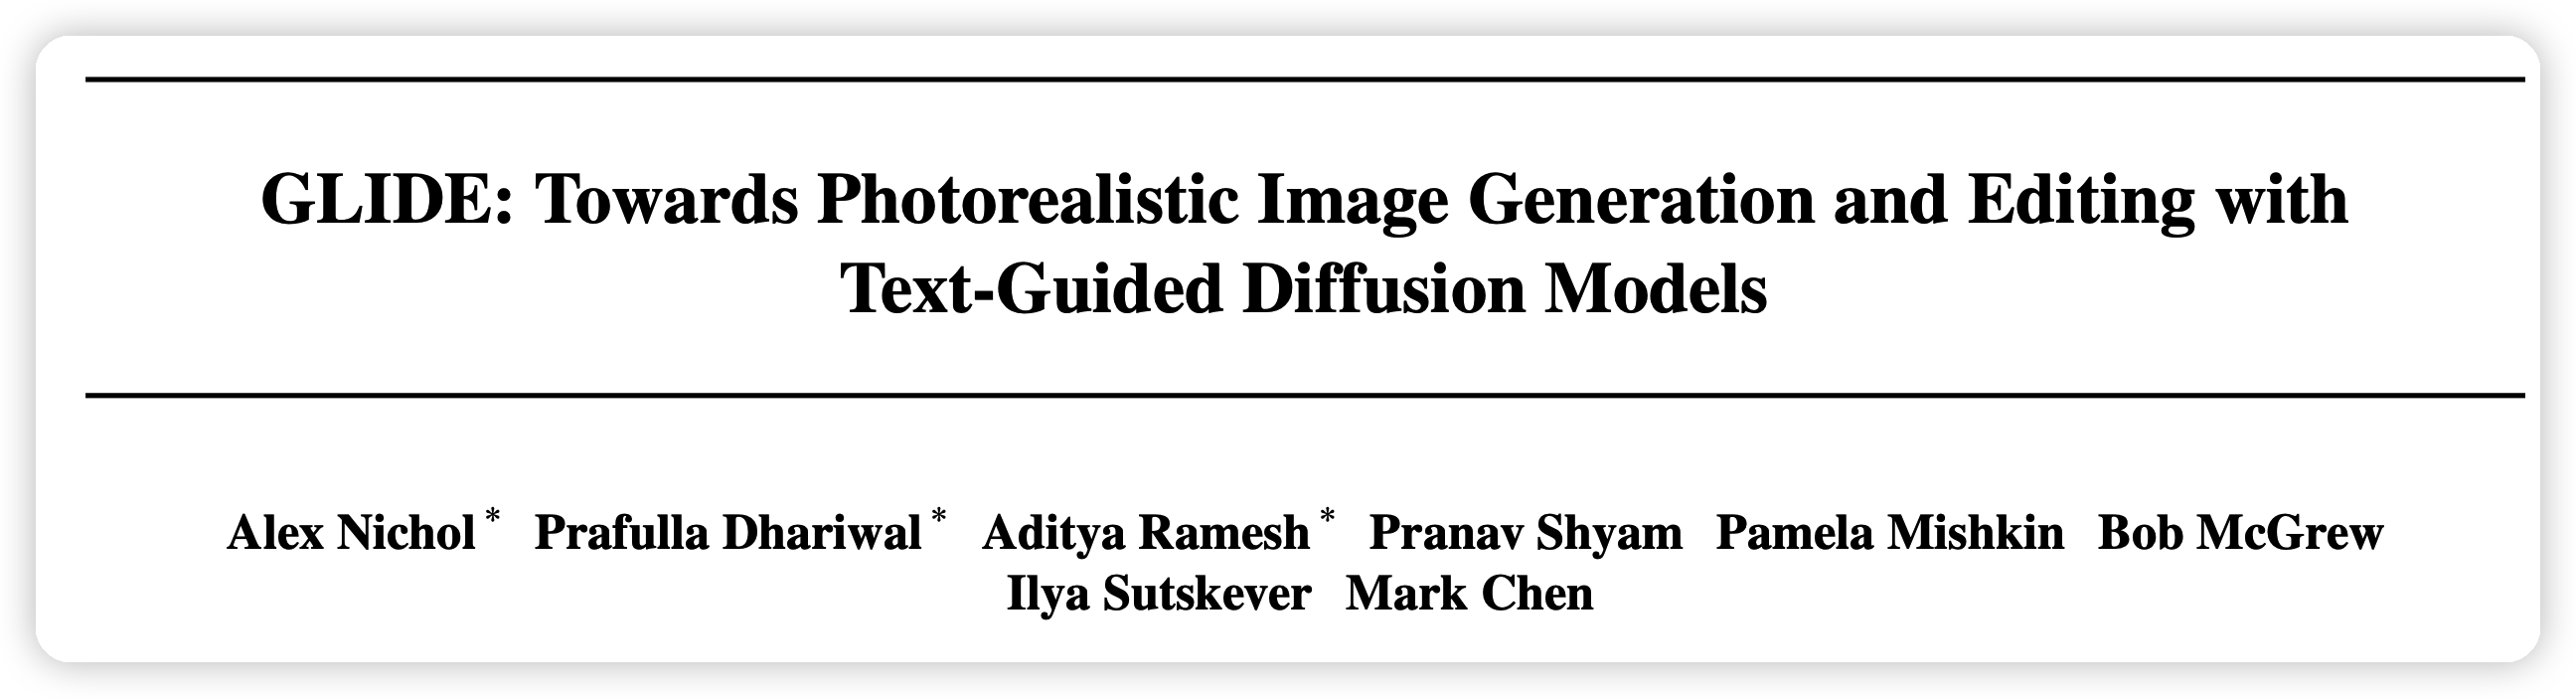 GLIDE: Towards Photorealistic Image Generation and Editing with
Text-Guided Diffusion Models
Alex Nichol* Prafulla Dhariwal* Aditya Ramesh* Pranav Shyam Pamela Mishkin Bob McGrew
Ilya Sutskever Mark Chen